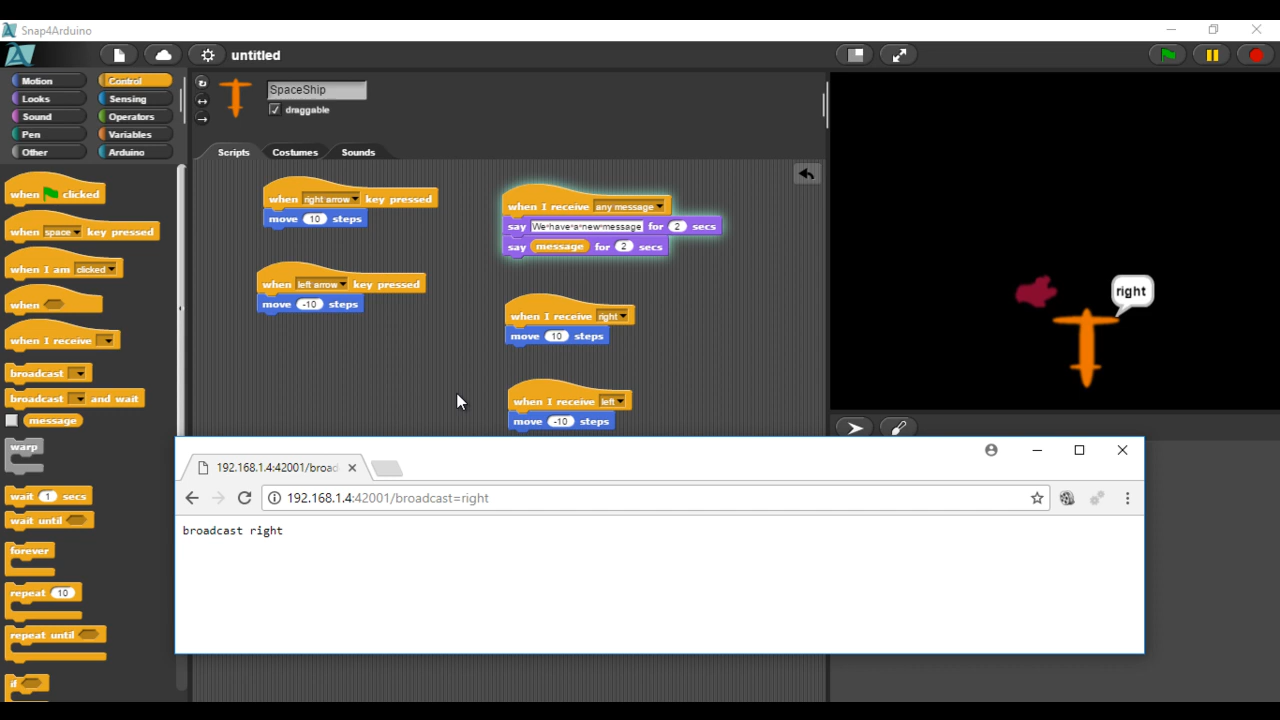 Snap4Arduino
untitled
Motion Control
Looks Sensing
Sound Operators
Pen Variables
Other Arduino
SpaceShip
draggable
Scripts Costumes Sounds
when clicked
when space key pressed
when I am clicked
when
when I receive
broadcast
broadcast and wait
message
warp
wait 1 secs
wait until
forever
repeat 10
repeat until
if
when right arrow key pressed
move 10 steps
when left arrow key pressed
move -10 steps
when I receive any message
say We have a new message for 2 secs
say message for 2 secs
when I receive right
move 10 steps
when I receive left
move -10 steps
right
192.168.1.4:42001/broad
192.168.1.4:42001/broadcast=right
broadcast right